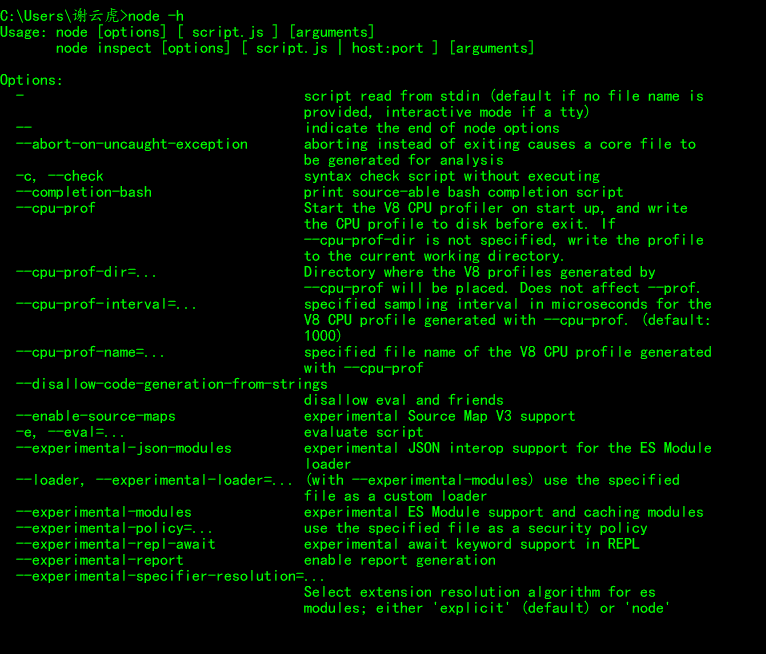 C:\Users\谢云虎>node -h
Usage: node [options] [ script.js ] [arguments]
       node inspect [options] [ script.js | host:port ] [arguments]

Options:
  -                                   script read from stdin (default if no file name is
                                      provided, interactive mode if a tty)
  --                                  indicate the end of node options
  --abort-on-uncaught-exception       aborting instead of exiting causes a core file to
                                      be generated for analysis
  -c, --check                         syntax check script without executing
  --completion-bash                   print source-able bash completion script
  --cpu-prof                          Start the V8 CPU profiler on start up, and write
                                      the CPU profile to disk before exit. If
                                      --cpu-prof-dir is not specified, write the profile
                                      to the current working directory.
  --cpu-prof-dir=...                  Directory where the V8 profiles generated by
                                      --cpu-prof will be placed. Does not affect --prof.
  --cpu-prof-interval=...             specified sampling interval in microseconds for the
                                      V8 CPU profile generated with --cpu-prof. (default:
                                      1000)
  --cpu-prof-name=...                 specified file name of the V8 CPU profile generated
                                      with --cpu-prof
  --disallow-code-generation-from-strings
                                      disallow eval and friends
  --enable-source-maps                experimental Source Map V3 support
  -e, --eval=...                      evaluate script
  --experimental-json-modules         experimental JSON interop support for the ES Module
                                      loader
  --loader, --experimental-loader=... (with --experimental-modules) use the specified
                                      file as a custom loader
  --experimental-modules              experimental ES Module support and caching modules
  --experimental-policy=...           use the specified file as a security policy
  --experimental-repl-await           experimental await keyword support in REPL
  --experimental-report               enable report generation
  --experimental-specifier-resolution=...
                                      Select extension resolution algorithm for es
                                      modules; either 'explicit' (default) or 'node'